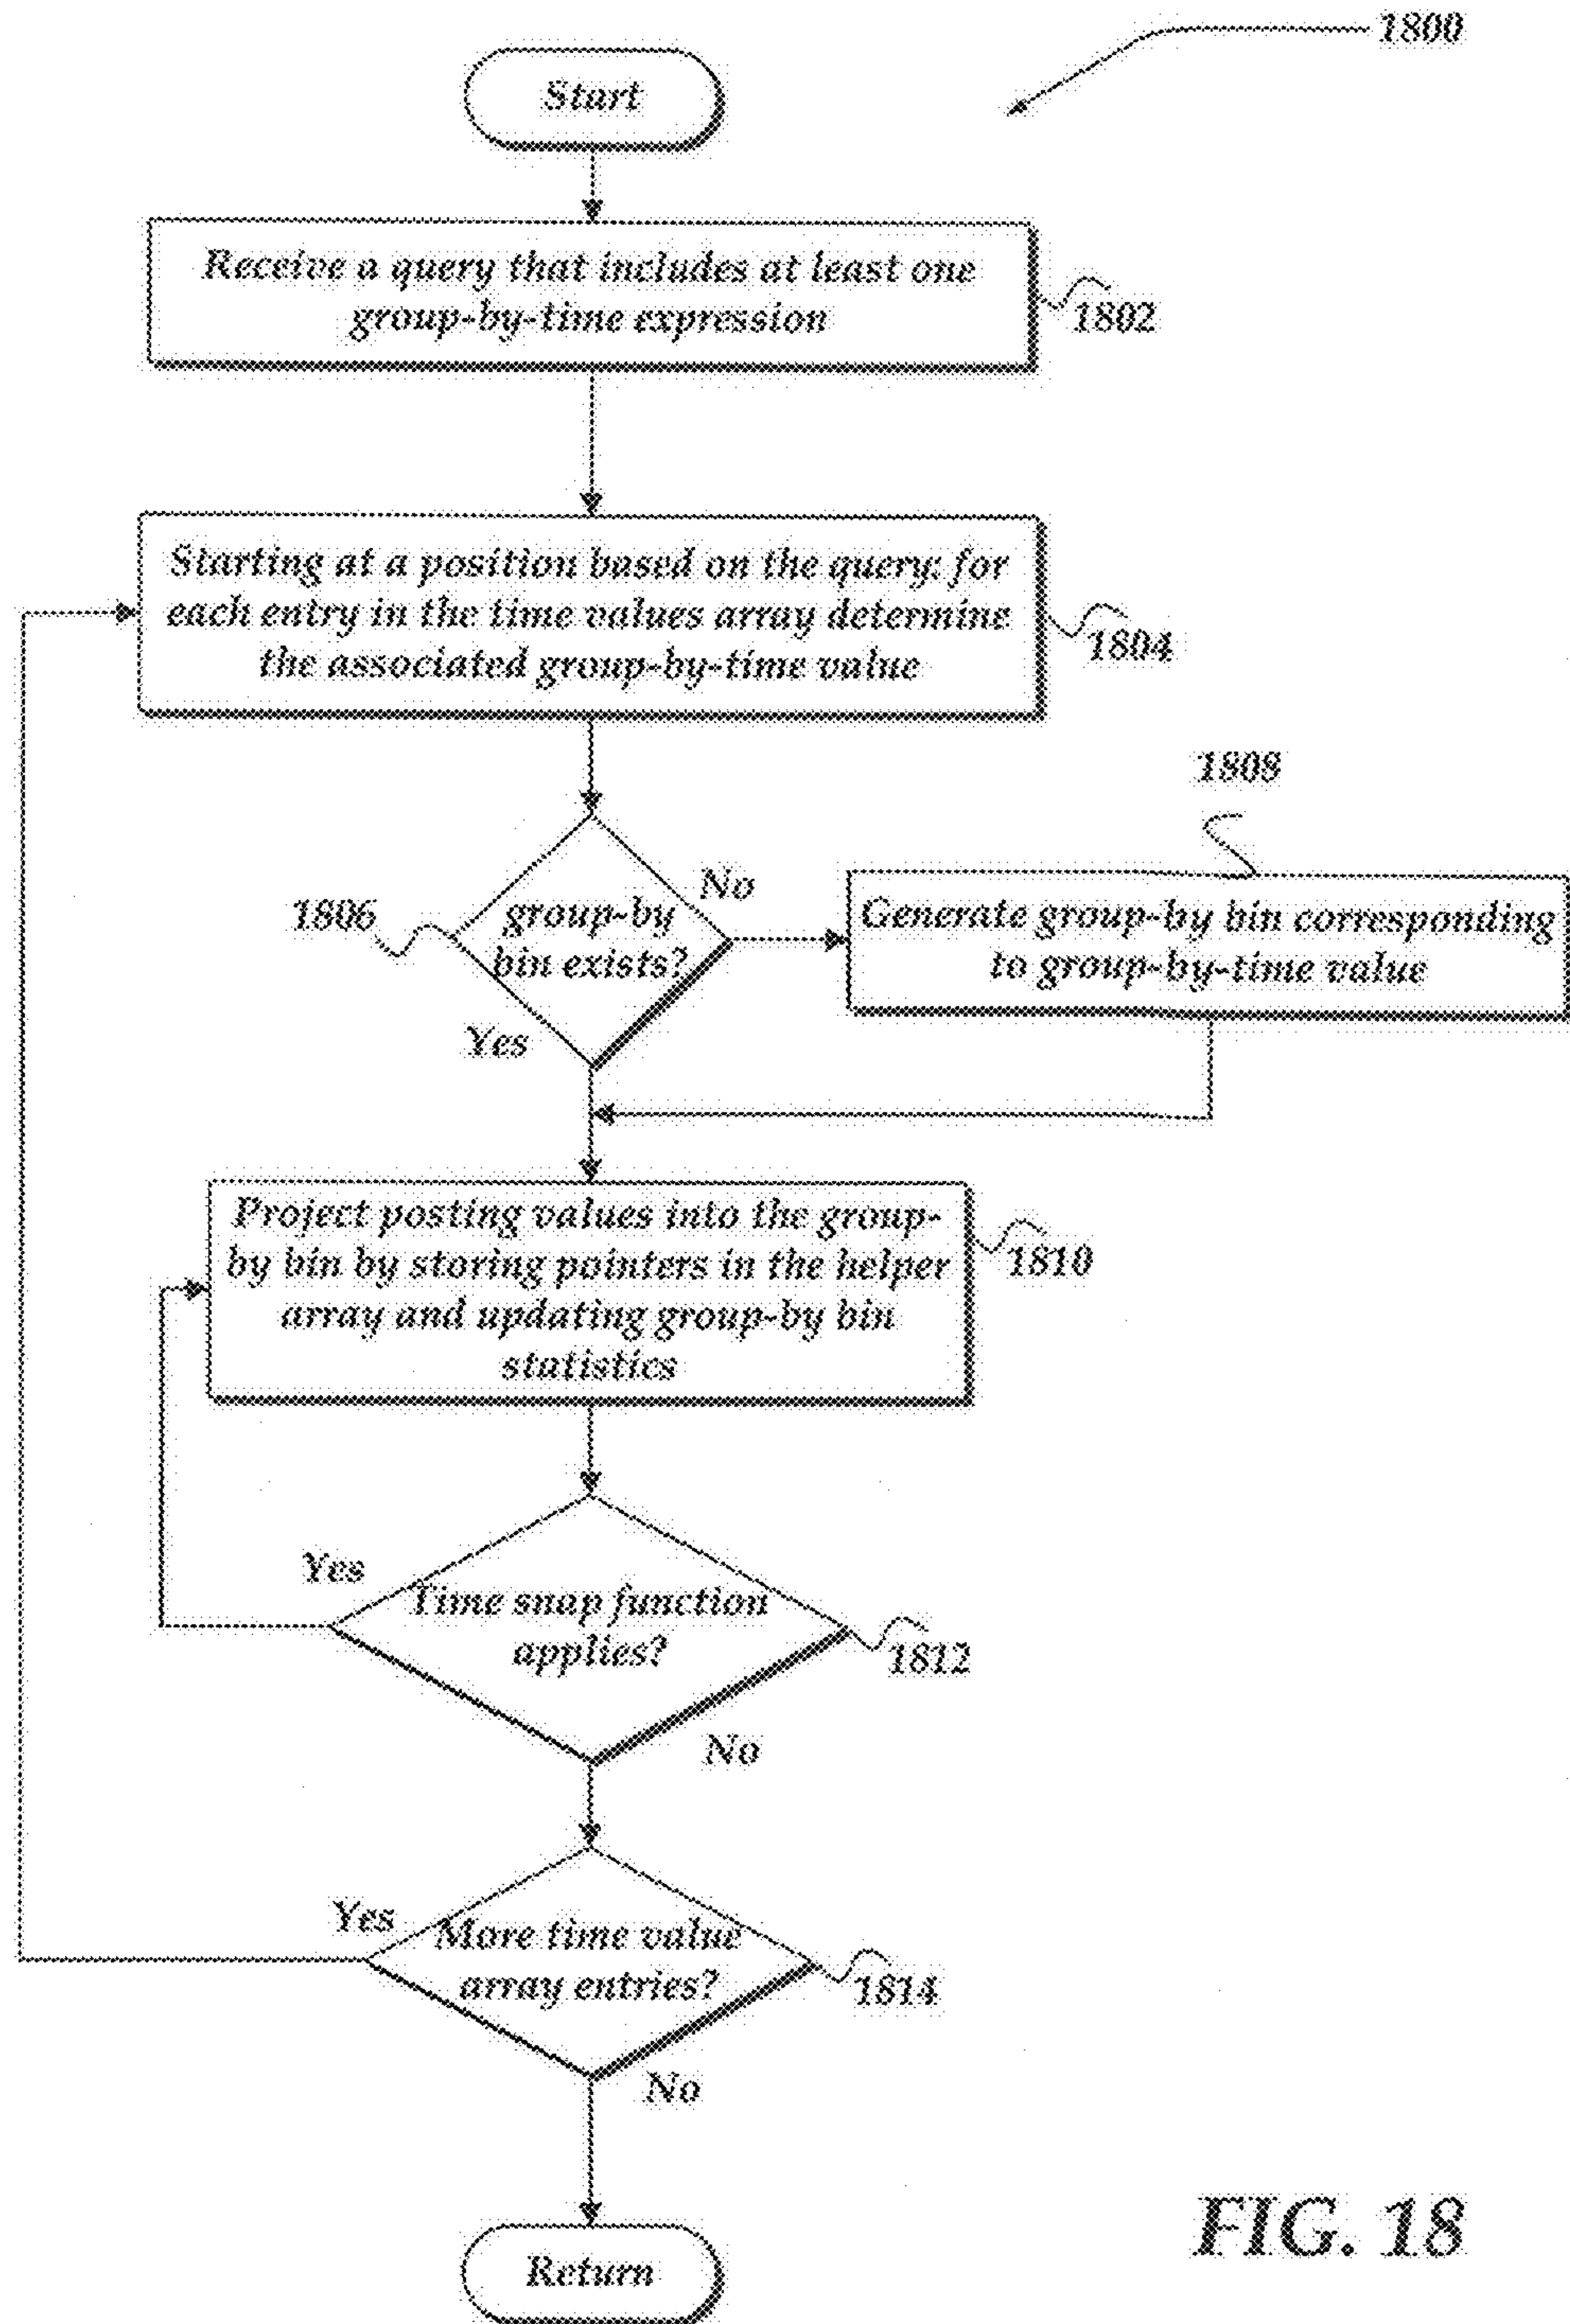 1800
Start
Receive a query that includes at least one
group-by-time expression
1802
Starting at a position based on the query: for
each entry in the time values array determine
the associated group-by-time value
1804
1808
1806
group-by
bin exists?
No
Yes
Generate group-by bin corresponding
to group-by-time value
Project posting values into the group-
by bin by storing pointers in the helper
array and updating group-by bin
statistics
1810
Yes
Time snap function
applies?
1812
No
Yes
More time value
array entries?
1814
No
Return
FIG. 18